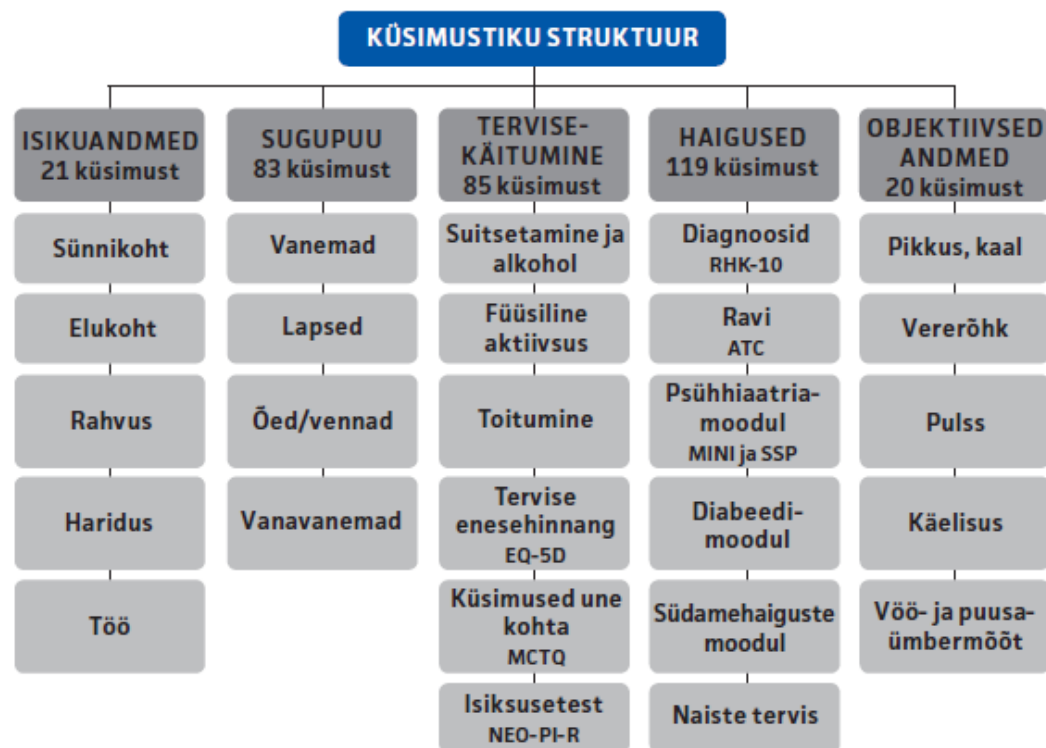 KÜSIMUSTIKU STRUKTUUR
ISIKUANDMED
21 küsimust
Sünnikoht
Elukoht
Rahvus
Haridus
Töö
SUGUPUU
83 küsimust
Vanemad
Lapsed
Õed/vennad
Vanavanemad
TERVISE-
KÄITUMINE
85 küsimust
Suitsetamine ja
alkohol
Füüsiline
aktiivsus
Toitumine
Tervise
enesehinnang
EQ-5D
Küsimused une
kohta
MCTQ
Isiksusetest
NEO-PI-R
HAIGUSED
119 küsimust
Diagnoosid
RHK-10
Ravi
ATC
Psühhiaatria-
moodul
MINI ja SSP
Diabeedi-
moodul
Südamehaiguste
moodul
Naiste tervis
OBJEKTIIVSED
ANDMED
20 küsimust
Pikkus, kaal
Vererõhk
Pulss
Käelisus
Vöö- ja puusa-
ümbermõõt